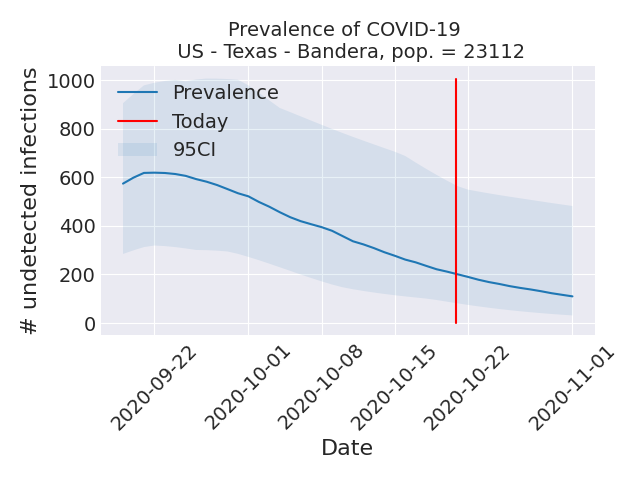 Prevalence of COVID-19
US - Texas - Bandera, pop. = 23112
# undetected infections
1000
800
600
400
200
0
Prevalence
Today
95CI
2020-09-22
2020-10-01
2020-10-08
2020-10-15
2020-10-22
2020-11-01
Date